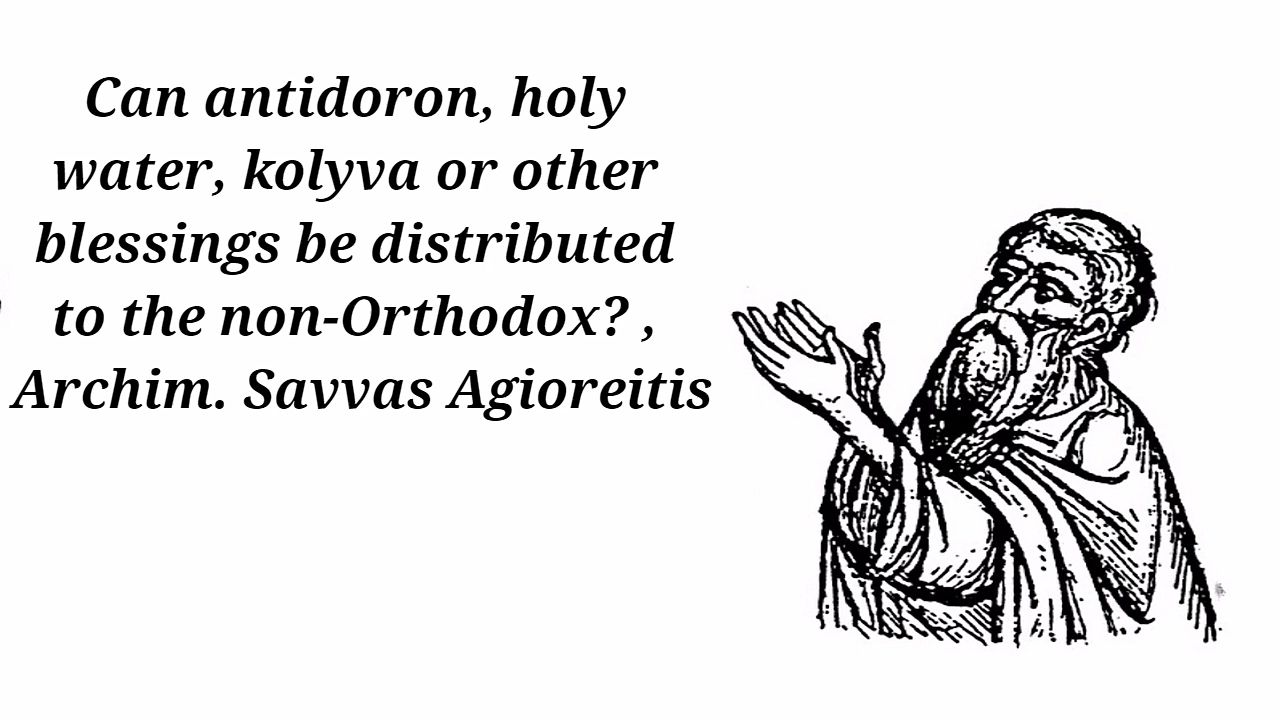 Can antidoron, holy
water, kolyva or other
blessings be distributed
to the non-Orthodox? ,
Archim. Savvas Agioreitis